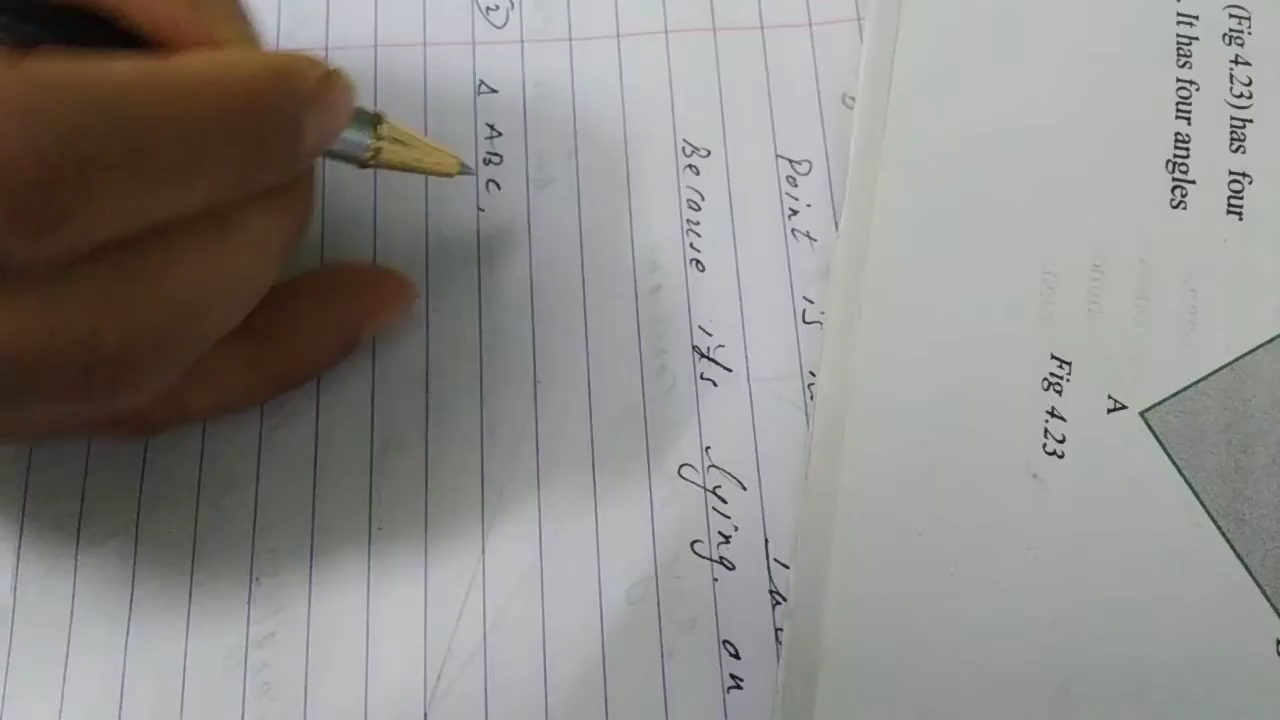 (Fig 4.23) has four
. It has four angles
A
Fig 4.23
Point is
Because it's lying on
(2) Δ ABC,